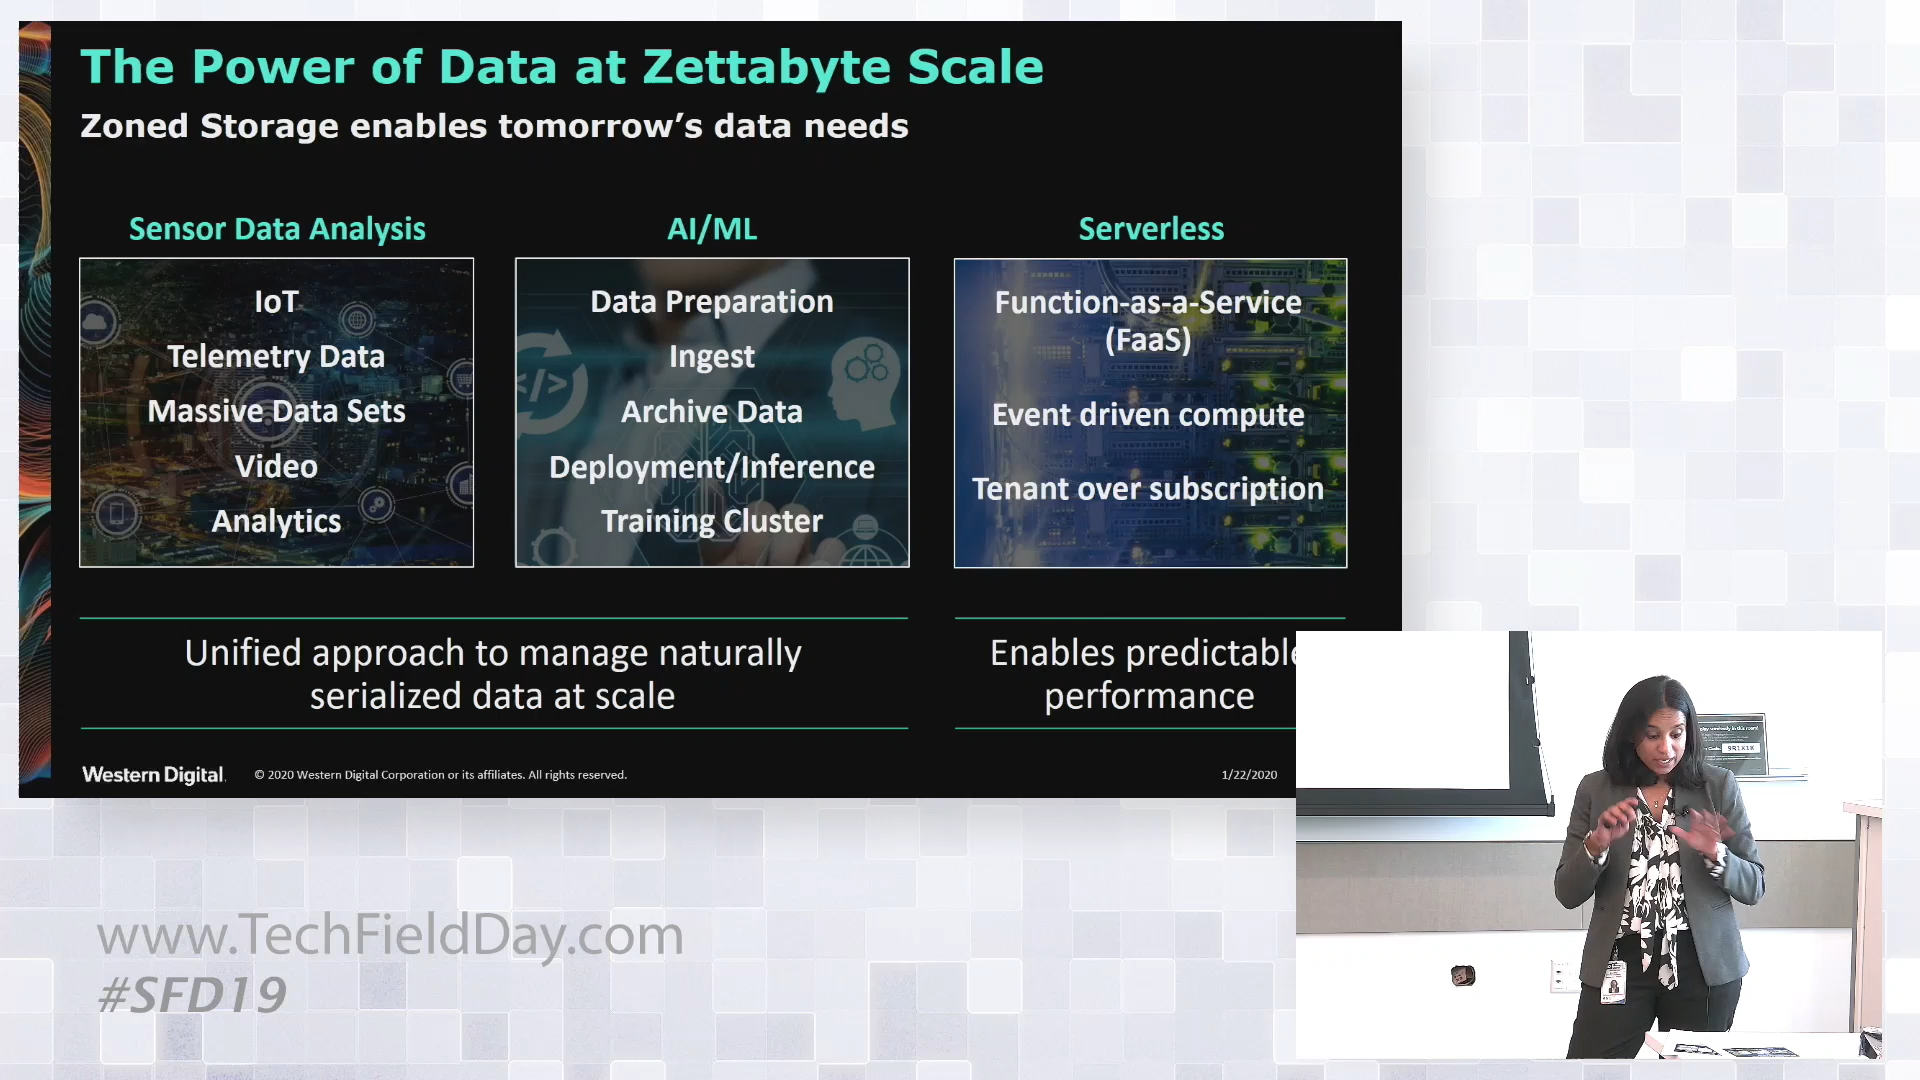 The Power of Data at Zettabyte Scale
Zoned Storage enables tomorrow's data needs
Sensor Data Analysis
IoT
Telemetry Data
Massive Data Sets
Video
Analytics
AI/ML
Data Preparation
Ingest
Archive Data
Deployment/Inference
Training Cluster
Serverless
Function-as-a-Service
(FaaS)
Event driven compute
Tenant over subscription
Unified approach to manage naturally
serialized data at scale
Enables predictable
performance
Western Digital.
© 2020 Western Digital Corporation or its affiliates. All rights reserved.
1/22/2020
www.TechFieldDay.com
#SFD19